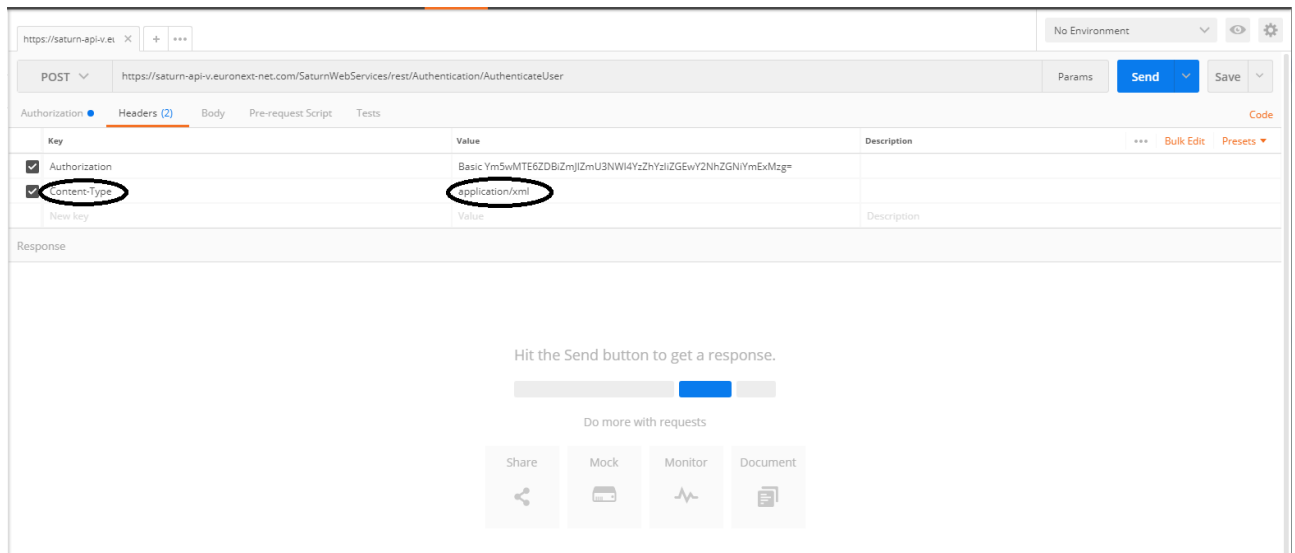 https://saturn-api-v.eu
No Environment
POST
https://saturn-api-v.euronext-net.com/SaturnWebServices/rest/Authentication/AuthenticateUser
Params
Send
Save
Authorization
Headers (2)
Body
Pre-request Script
Tests
Code
Key
Value
Description
Bulk Edit
Presets
Authorization
Content-Type
application/xml
New key
Value
Description
Response
Hit the Send button to get a response.
Do more with requests
Share
Mock
Monitor
Document